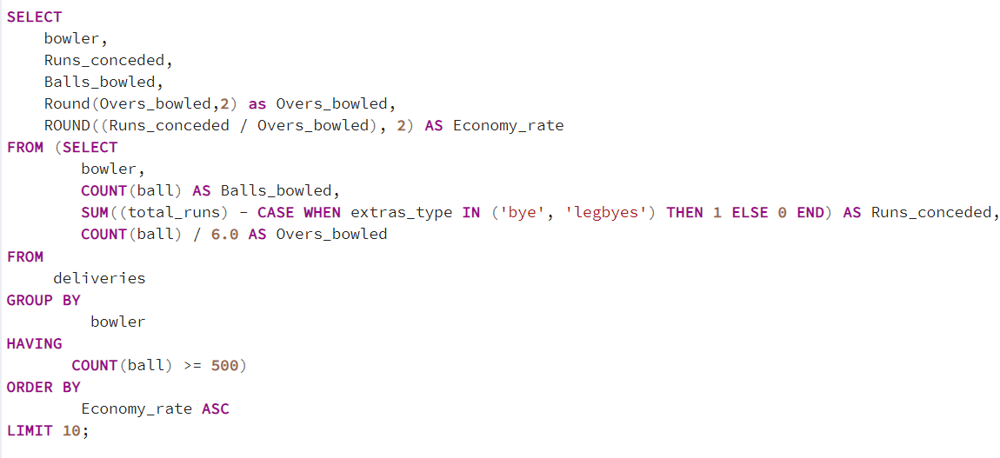 SELECT
bowler,
Runs_conceded,
Balls_bowled,
Round(Overs_bowled,2) as Overs_bowled,
ROUND((Runs_conceded / Overs_bowled), 2) AS Economy_rate
FROM (SELECT
bowler,
COUNT(ball) AS Balls_bowled,
SUM((total_runs) - CASE WHEN extras_type IN ('bye', 'legbyes') THEN 1 ELSE 0 END) AS Runs_conceded,
COUNT(ball) / 6.0 AS Overs_bowled
FROM
deliveries
GROUP BY
bowler
HAVING
COUNT(ball) >= 500)
ORDER BY
Economy_rate ASC
LIMIT 10;